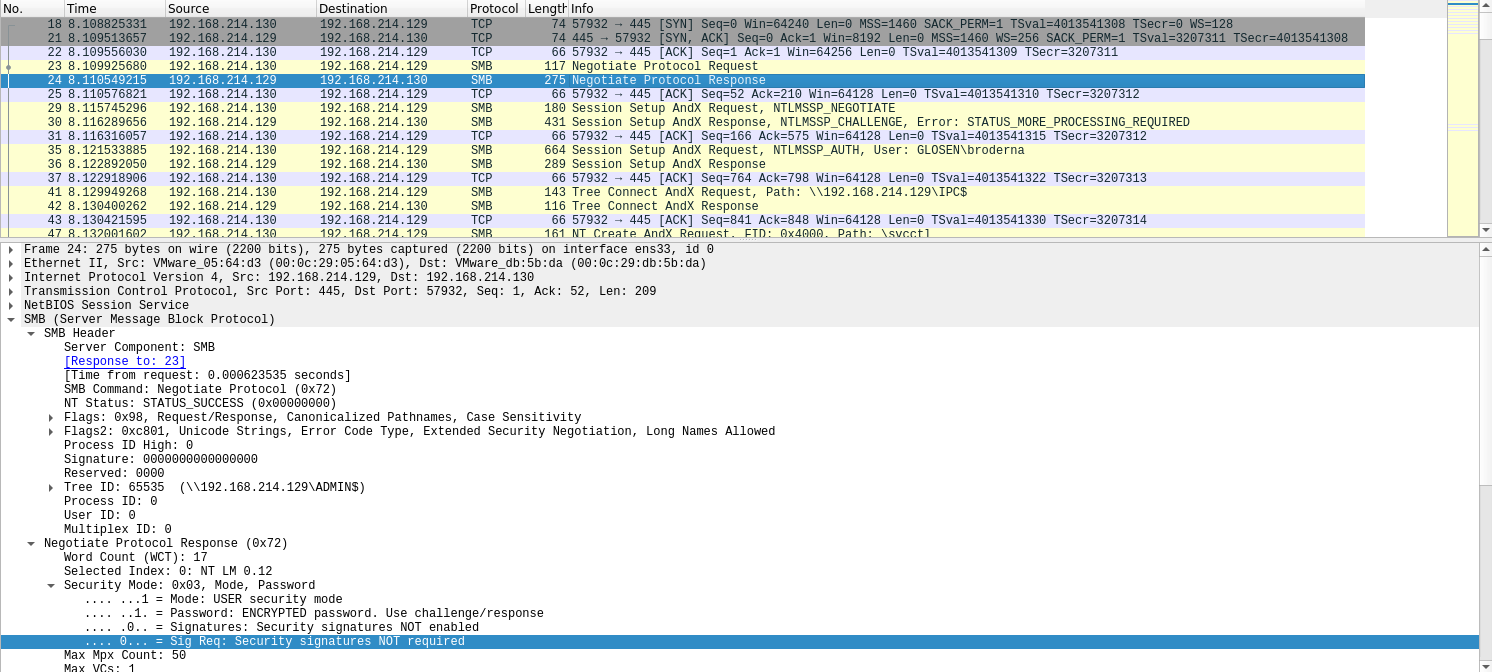 No. Time Source Destination Protocol Length Info
18 8.108825331 192.168.214.130 192.168.214.129 TCP 74 57932 → 445 [SYN] Seq=0 Win=64240 Len=0 MSS=1460 SACK_PERM=1 TSval=4013541308 TSecr=0 WS=128
21 8.109513657 192.168.214.129 192.168.214.130 TCP 74 445 → 57932 [SYN, ACK] Seq=0 Ack=1 Win=8192 Len=0 MSS=1460 WS=256 SACK_PERM=1 TSval=3207311 TSecr=4013541308
22 8.109556030 192.168.214.130 192.168.214.129 TCP 66 57932 → 445 [ACK] Seq=1 Ack=1 Win=64256 Len=0 TSval=4013541309 TSecr=3207311
23 8.109925680 192.168.214.130 192.168.214.129 SMB 117 Negotiate Protocol Request
24 8.110549215 192.168.214.129 192.168.214.130 SMB 275 Negotiate Protocol Response
25 8.110576821 192.168.214.130 192.168.214.129 TCP 66 57932 → 445 [ACK] Seq=52 Ack=210 Win=64128 Len=0 TSval=4013541310 TSecr=3207312
29 8.115745296 192.168.214.130 192.168.214.129 SMB 180 Session Setup AndX Request, NTLMSSP_NEGOTIATE
30 8.116289656 192.168.214.129 192.168.214.130 SMB 431 Session Setup AndX Response, NTLMSSP_CHALLENGE, Error: STATUS_MORE_PROCESSING_REQUIRED
31 8.116316057 192.168.214.130 192.168.214.129 TCP 66 57932 → 445 [ACK] Seq=166 Ack=575 Win=64128 Len=0 TSval=4013541315 TSecr=3207312
35 8.121533885 192.168.214.130 192.168.214.129 SMB 664 Session Setup AndX Request, NTLMSSP_AUTH, User: GLOSEN\broderna
36 8.122892050 192.168.214.129 192.168.214.130 SMB 289 Session Setup AndX Response
37 8.122918906 192.168.214.130 192.168.214.129 TCP 66 57932 → 445 [ACK] Seq=764 Ack=798 Win=64128 Len=0 TSval=4013541322 TSecr=3207313
41 8.129949268 192.168.214.130 192.168.214.129 SMB 143 Tree Connect AndX Request, Path: \\192.168.214.129\IPC$
42 8.130400262 192.168.214.129 192.168.214.130 SMB 116 Tree Connect AndX Response
43 8.130421595 192.168.214.130 192.168.214.129 TCP 66 57932 → 445 [ACK] Seq=841 Ack=848 Win=64128 Len=0 TSval=4013541330 TSecr=3207314
47 8.132001602 192.168.214.130 192.168.214.129 SMB 161 NT Create AndX Request, FID: 0x4000, Path: \svcctl
Frame 24: 275 bytes on wire (2200 bits), 275 bytes captured (2200 bits) on interface ens33, id 0
Ethernet II, Src: VMware_05:64:d3 (00:0c:29:05:64:d3), Dst: VMware_db:5b:da (00:0c:29:db:5b:da)
Internet Protocol Version 4, Src: 192.168.214.129, Dst: 192.168.214.130
Transmission Control Protocol, Src Port: 445, Dst Port: 57932, Seq: 1, Ack: 52, Len: 209
NetBIOS Session Service
SMB (Server Message Block Protocol)
SMB Header
Server Component: SMB
[Response to: 23]
[Time from request: 0.000623535 seconds]
SMB Command: Negotiate Protocol (0x72)
NT Status: STATUS_SUCCESS (0x00000000)
Flags: 0x98, Request/Response, Canonicalized Pathnames, Case Sensitivity
Flags2: 0xc801, Unicode Strings, Error Code Type, Extended Security Negotiation, Long Names Allowed
Process ID High: 0
Signature: 0000000000000000
Reserved: 0000
Tree ID: 65535  (\\192.168.214.129\ADMIN$)
Process ID: 0
User ID: 0
Multiplex ID: 0
Negotiate Protocol Response (0x72)
Word Count (WCT): 17
Selected Index: 0: NT LM 0.12
Security Mode: 0x03, Mode, Password
.... ...1 = Mode: USER security mode
.... ..1. = Password: ENCRYPTED password. Use challenge/response
.... .0.. = Signatures: Security signatures NOT enabled
.... 0... = Sig Req: Security signatures NOT required
Max Mpx Count: 50
Max VCs: 1